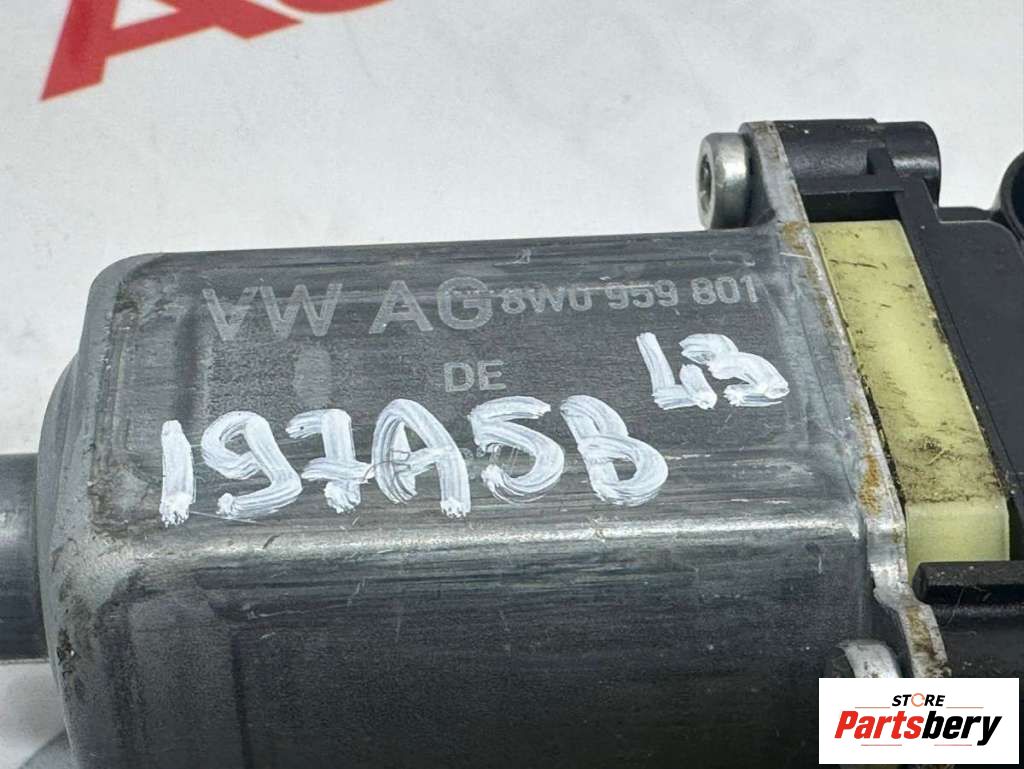 VW AG 8W0 959 801
DE
L3
197A5B
STORE
Partsbery